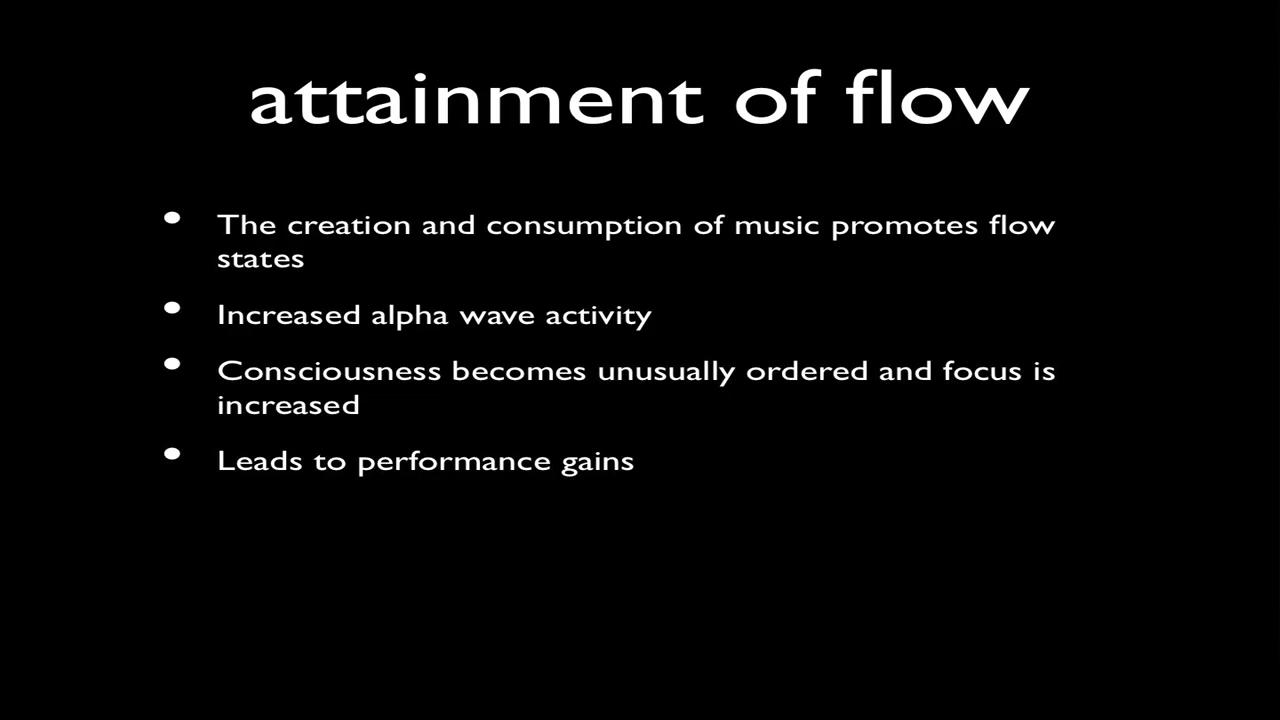 attainment of flow
• The creation and consumption of music promotes flow
states
• Increased alpha wave activity
• Consciousness becomes unusually ordered and focus is
increased
• Leads to performance gains